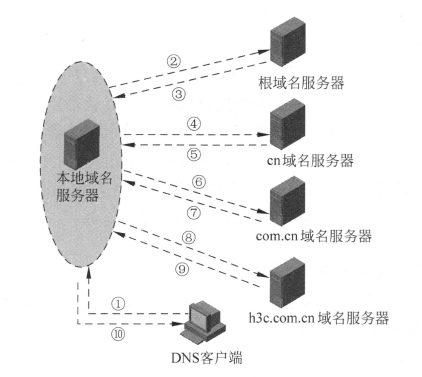 ②
③
根域名服务器
④
⑤
cn域名服务器
本地域名
服务器
⑥
⑦
com.cn域名服务器
⑧
⑨
h3c.com.cn域名服务器
①
⑩
DNS客户端